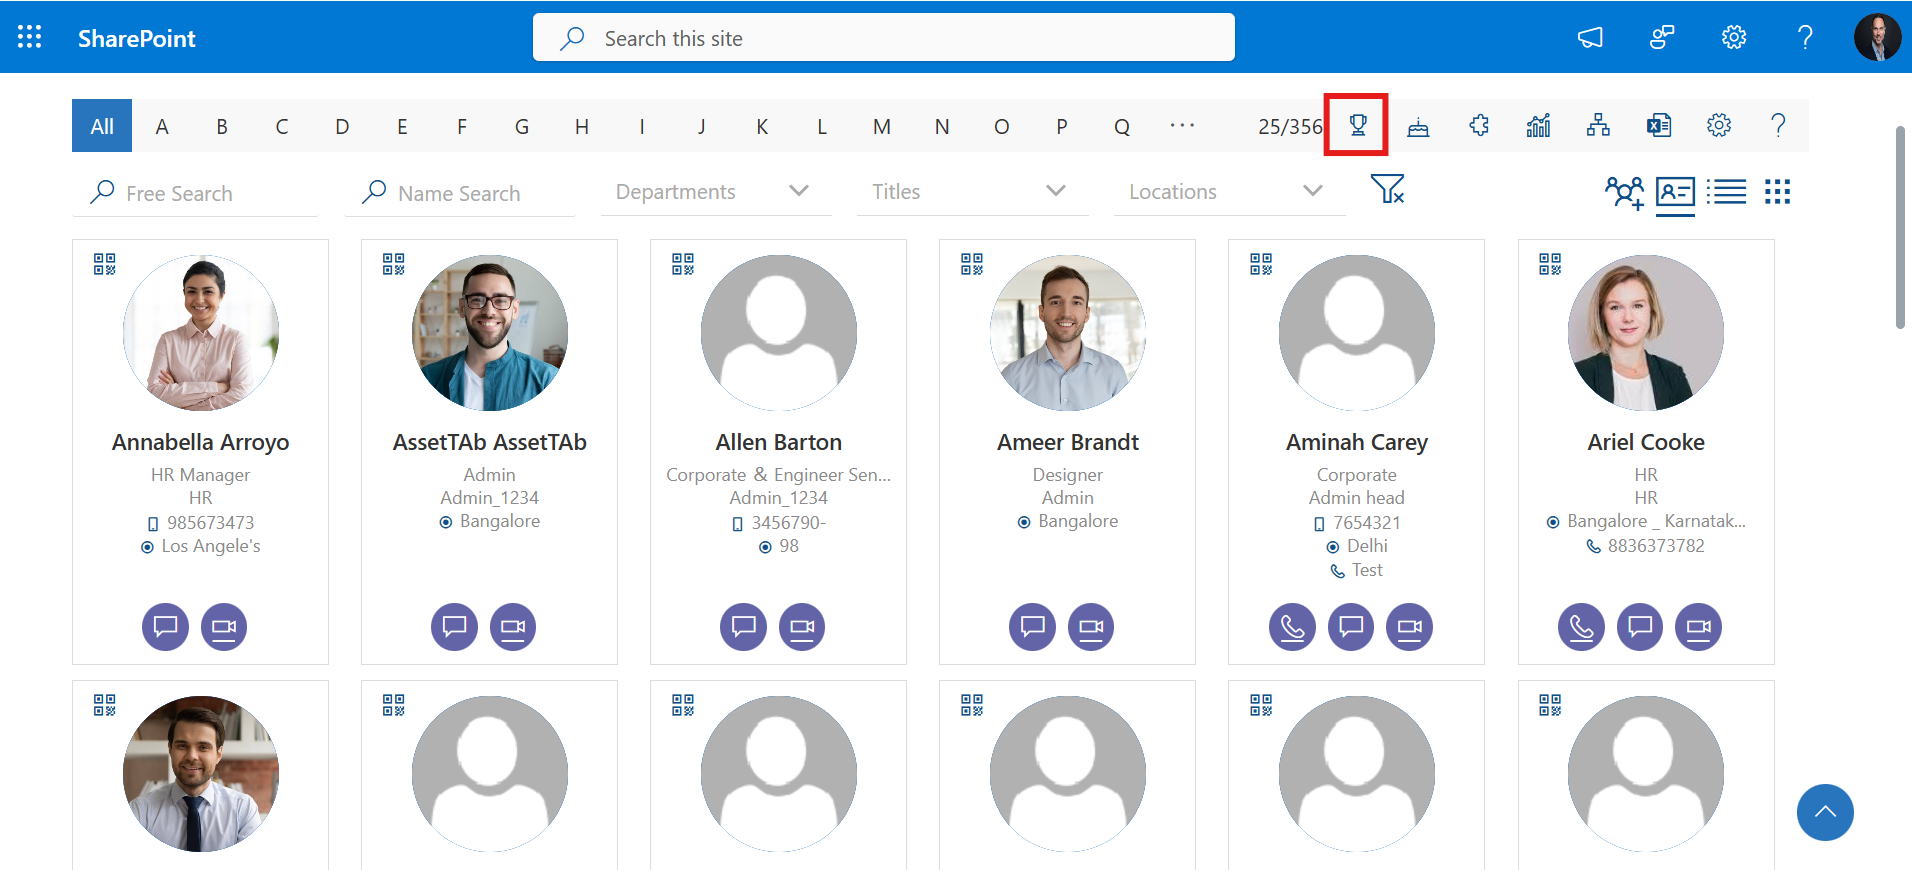 SharePoint
Search this site
All A B C D E F G H I J K L M N O P Q ... 25/356
Free Search Name Search Departments Titles Locations
Annabella Arroyo
HR Manager
HR
985673473
Los Angele's
AssetTAb AssetTAb
Admin
Admin_1234
Bangalore
Allen Barton
Corporate & Engineer Sen...
Admin_1234
3456790-
98
Ameer Brandt
Designer
Admin
Bangalore
Aminah Carey
Corporate
Admin head
7654321
Delhi
Test
Ariel Cooke
HR
HR
Bangalore _ Karnatak...
8836373782